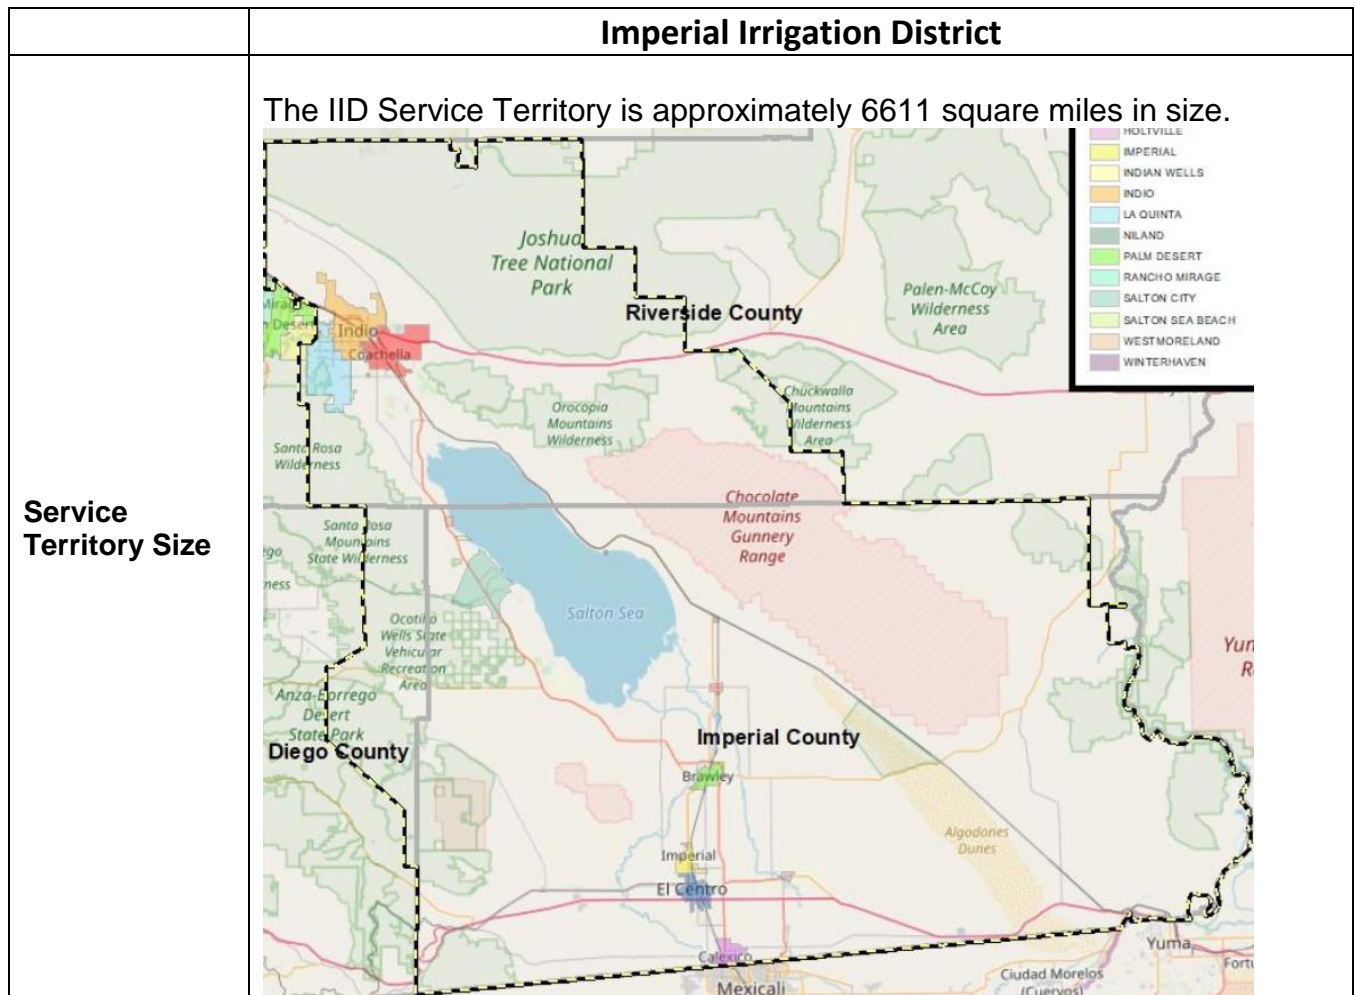 Imperial Irrigation District
Service
Territory Size
The IID Service Territory is approximately 6611 square miles in size.
HOLTVILLE
IMPERIAL
INDIAN WELLS
INDIO
LA QUINTA
NILAND
PALM DESERT
RANCHO MIRAGE
SALTON CITY
SALTON SEA BEACH
WESTMORELAND
WINTERHAVEN
Joshua
Tree National
Park
Riverside County
Palen-McCoy
Wilderness
Area
Desert
Indio
Coachella
Chuckwalla
Mountains
Wilderness
Area
Orocopia
Mountains
Wilderness
Santa Rosa
Wilderness
Chocolate
Mountains
Gunnery
Range
Santa Rosa
Mountains
State Wilderness
ness
Salton Sea
Ocotillo
Wells State
Vehicular
Recreation
Area
Yum
R
Anza-Borrego
Desert
State Park
Diego County
Imperial County
Brawley
Algodones
Dunes
Imperial
El Centro
Calexico
Mexicali
Yuma
Fortu
Ciudad Morelos
(Cuervos)